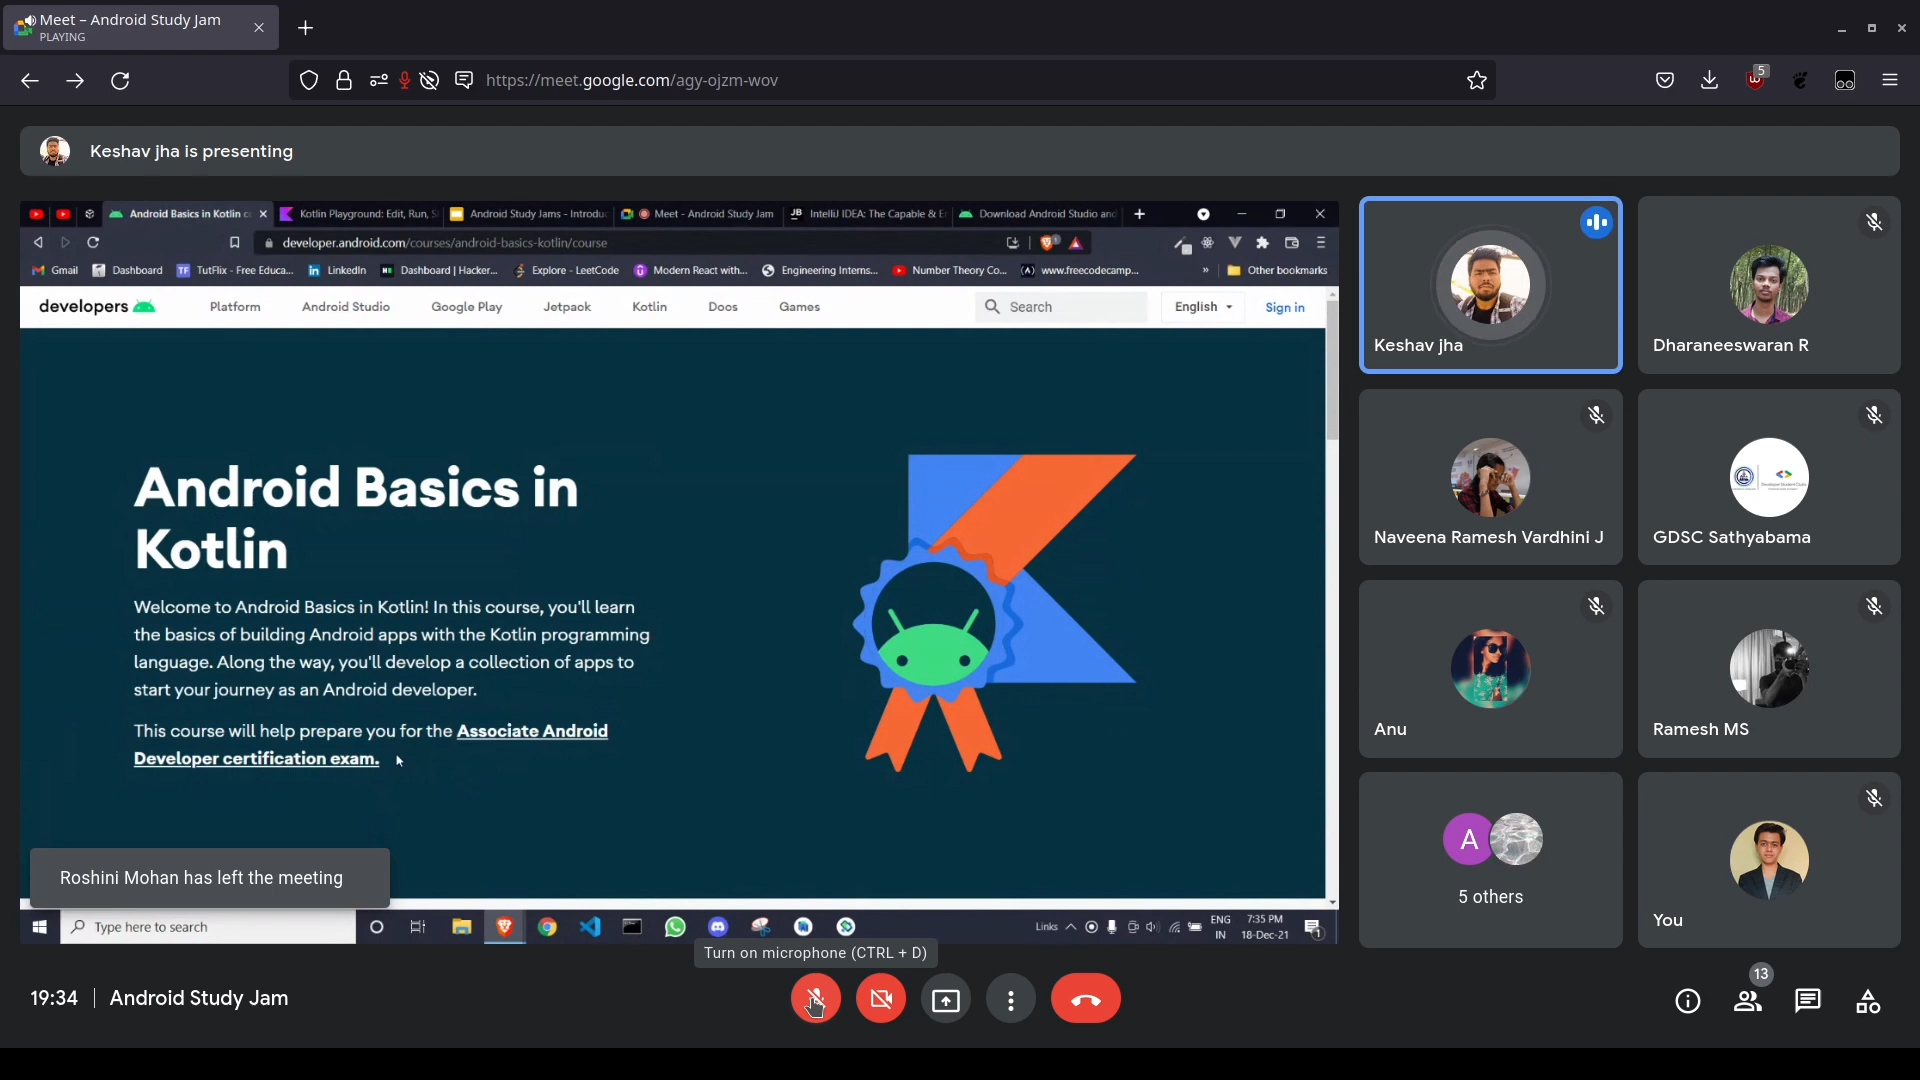 Meet – Android Study Jam
PLAYING
https://meet.google.com/agy-ojzm-wov
5
Keshav jha is presenting
Android Basics in Kotlin c
Kotlin Playground: Edit, Run, S
Android Study Jams - Introdu
Meet - Android Study Jam
JB IntelliJ IDEA: The Capable & E
Download Android Studio and
developer.android.com/courses/android-basics-kotlin/course
1
Gmail
Dashboard
TF TutFlix - Free Educa...
in LinkedIn
Dashboard | Hacker...
Explore - LeetCode
Modern React with...
Engineering Interns...
Number Theory Co...
www.freecodecamp...
»
Other bookmarks
developers
Platform
Android Studio
Google Play
Jetpack
Kotlin
Docs
Games
Search
English
Sign in
Android Basics in
Kotlin
Welcome to Android Basics in Kotlin! In this course, you'll learn
the basics of building Android apps with the Kotlin programming
language. Along the way, you'll develop a collection of apps to
start your journey as an Android developer.
This course will help prepare you for the Associate Android
Developer certification exam.
Roshini Mohan has left the meeting
Type here to search
Links
ENG
IN
7:35 PM
18-Dec-21
1
Keshav jha
Dharaneeswaran R
Naveena Ramesh Vardhini J
GDSC Sathyabama
Anu
Ramesh MS
A
5 others
You
Turn on microphone (CTRL + D)
19:34 | Android Study Jam
13